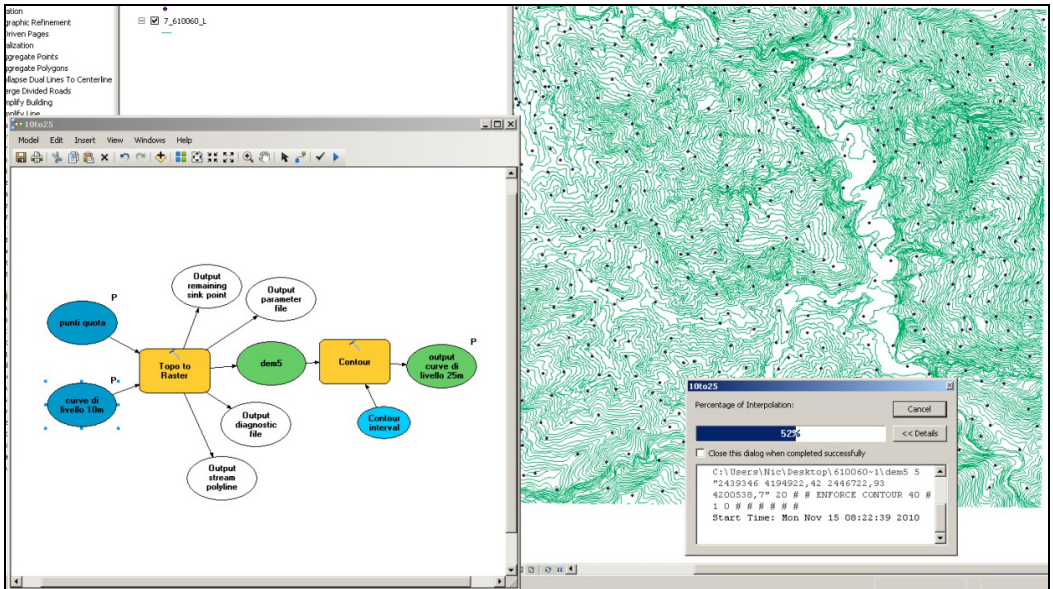 ation
graphic Refinement
Driven Pages
alization
ggregate Points
ggregate Polygons
ollapse Dual Lines To Centerline
erge Divided Roads
mplify Building
mplify Line
7_610060_L
10to25
Model Edit Insert View Windows Help
Output remaining sink point
Output parameter file
P
punti quota
P
curve di livello 10m
Topo to Raster
dem5
Contour
P
output curve di livello 25m
Output diagnostic file
Contour interval
Output stream polyline
10to25
Percentage of Interpolation:
Cancel
52%
<< Details
Close this dialog when completed successfully
C:\Users\Nic\Desktop\610060~1\dem5 5
"2439346 4194922,42 2446722,93
4200538,7" 20 # # ENFORCE CONTOUR 40 #
1 0 # # # # # #
Start Time: Mon Nov 15 08:22:39 2010